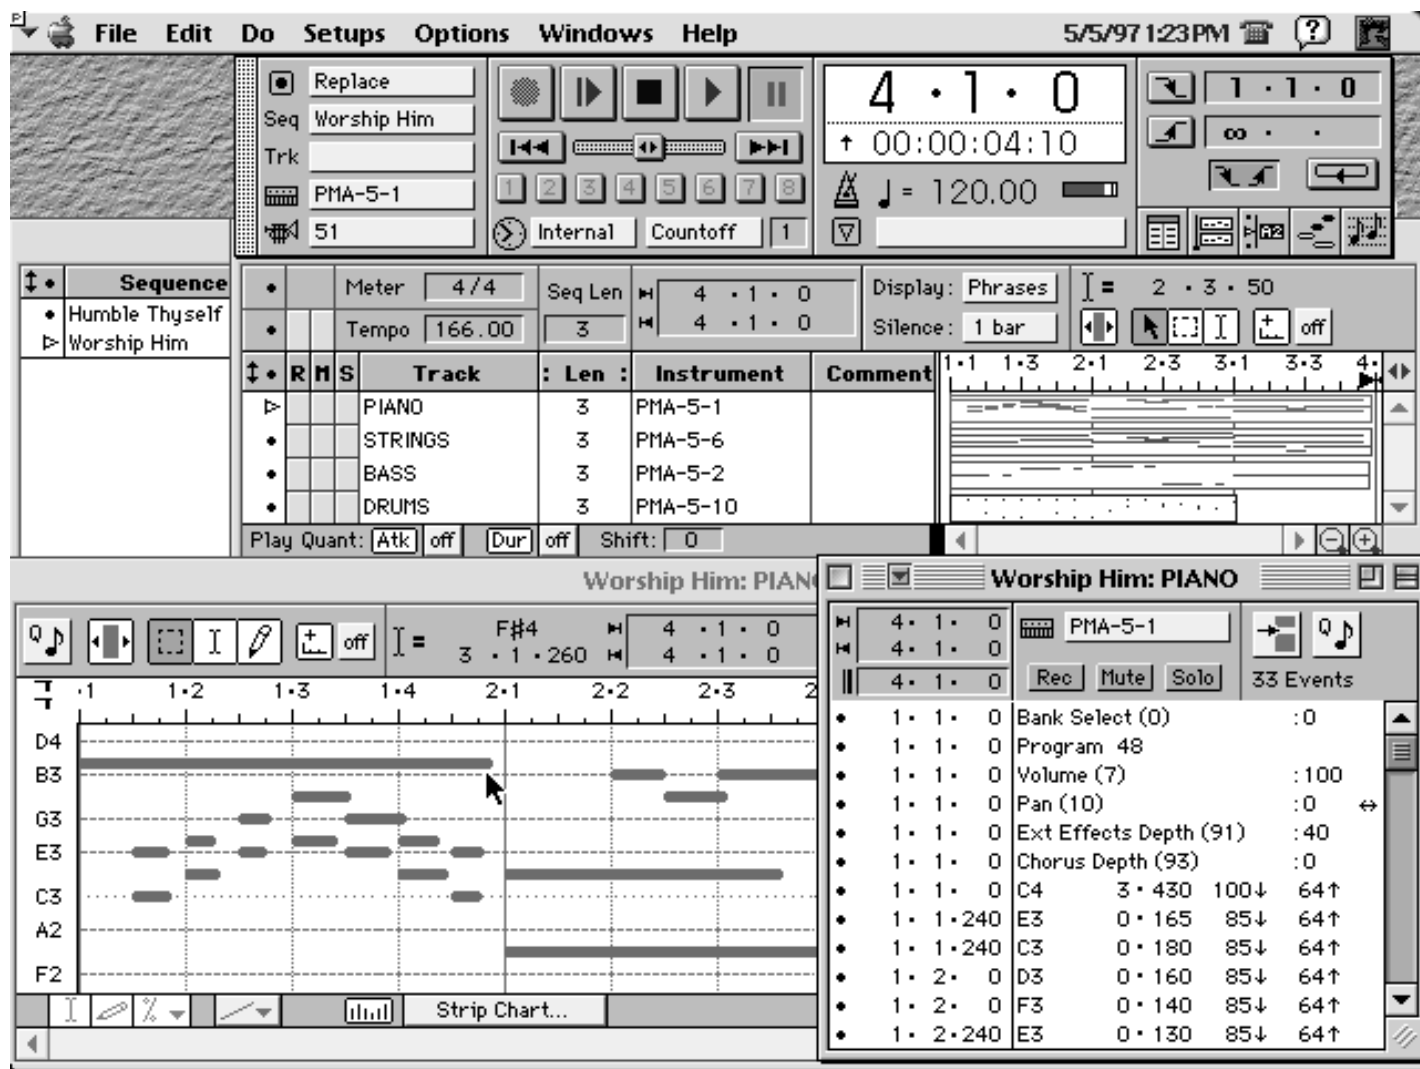 File Edit Do Setups Options Windows Help 5/5/97 1:23PM
Replace
Seq Worship Him
Trk
PMA-5-1
51
1 2 3 4 5 6 7 8
Internal Countoff 1
4 · 1 · 0
00:00:04:10
♩ = 120.00
1 · 1 · 0
∞ · ·
Sequence
Humble Thyself
Worship Him
Meter 4/4
Tempo 166.00
Seq Len
3
4 · 1 · 0
4 · 1 · 0
Display: Phrases
Silence: 1 bar
= 2 · 3 · 50
off
R M S Track : Len : Instrument Comment
1·1 1·3 2·1 2·3 3·1 3·3 4·
PIANO 3 PMA-5-1
STRINGS 3 PMA-5-6
BASS 3 PMA-5-2
DRUMS 3 PMA-5-10
Play Quant: Atk off Dur off Shift: 0
Worship Him: PIAN
Q off = F#4
3 · 1 · 260
4 · 1 · 0
4 · 1 · 0
·1 1·2 1·3 1·4 2·1 2·2 2·3 2
D4
B3
G3
E3
C3
A2
F2
Strip Chart...
Worship Him: PIANO
4· 1· 0
4· 1· 0
4· 1· 0
PMA-5-1
Rec Mute Solo
Q
33 Events
1· 1· 0 Bank Select (0) :0
1· 1· 0 Program 48
1· 1· 0 Volume (7) :100
1· 1· 0 Pan (10) :0 ↔
1· 1· 0 Ext Effects Depth (91) :40
1· 1· 0 Chorus Depth (93) :0
1· 1· 0 C4 3·430 100↓ 64↑
1· 1·240 E3 0·165 85↓ 64↑
1· 1·240 C3 0·180 85↓ 64↑
1· 2· 0 D3 0·160 85↓ 64↑
1· 2· 0 F3 0·140 85↓ 64↑
1· 2·240 E3 0·130 85↓ 64↑